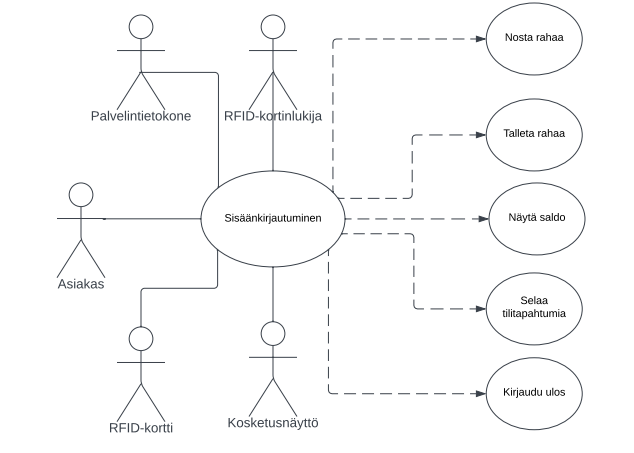 Nosta rahaa
Palvelintietokone
RFID-kortinlukija
Talleta rahaa
Sisäänkirjautuminen
Näytä saldo
Asiakas
Selaa
tilitapahtumia
Kirjaudu ulos
RFID-kortti
Kosketusnäyttö